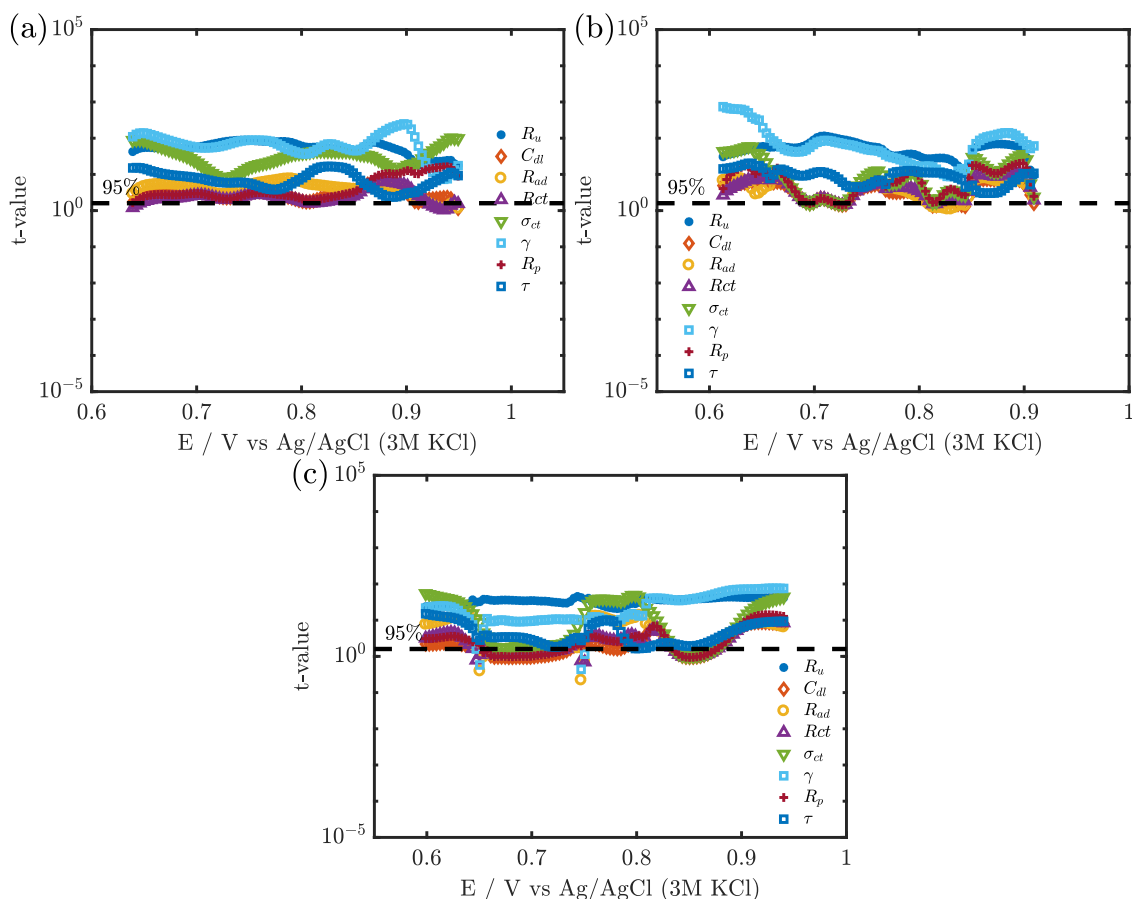 (a)
10^5
t-value
95%
10^0
10^-5
0.6 0.7 0.8 0.9 1
E / V vs Ag/AgCl (3M KCl)
R_u
C_dl
R_ad
Rct
σ_ct
γ
R_p
τ
(b)
10^5
t-value
95%
10^0
10^-5
0.6 0.7 0.8 0.9 1
E / V vs Ag/AgCl (3M KCl)
R_u
C_dl
R_ad
Rct
σ_ct
γ
R_p
τ
(c)
10^5
t-value
95%
10^0
10^-5
0.6 0.7 0.8 0.9 1
E / V vs Ag/AgCl (3M KCl)
R_u
C_dl
R_ad
Rct
σ_ct
γ
R_p
τ